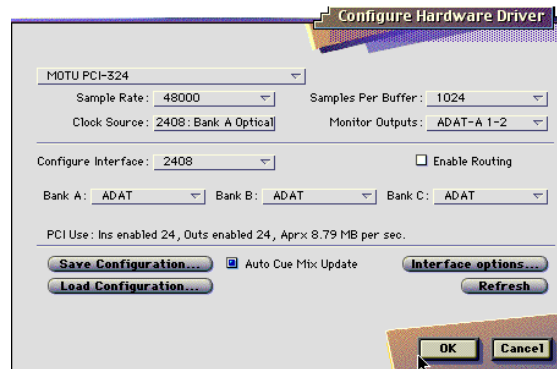 Configure Hardware Driver
MOTU PCI-324
Sample Rate: 48000 Samples Per Buffer: 1024
Clock Source: 2408: Bank A Optical Monitor Outputs: ADAT-A 1-2
Configure Interface: 2408 Enable Routing
Bank A: ADAT Bank B: ADAT Bank C: ADAT
PCI Use: Ins enabled 24, Outs enabled 24, Aprx 8.79 MB per sec.
Save Configuration... Auto Cue Mix Update Interface options...
Load Configuration... Refresh
OK Cancel